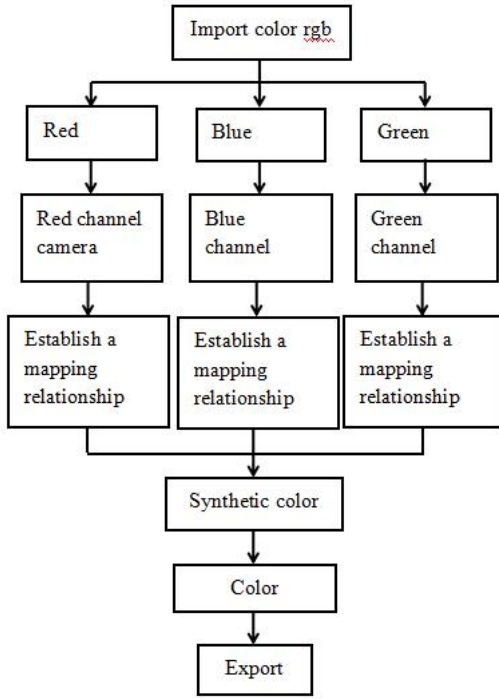 Import color rgb
Red
Blue
Green
Red channel
camera
Blue
channel
Green
channel
Establish a
mapping
relationship
Establish a
mapping
relationship
Establish a
mapping
relationship
Synthetic color
Color
Export